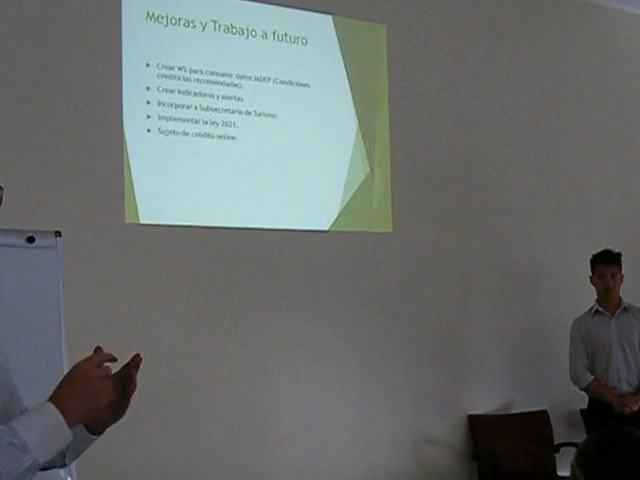 Mejoras y Trabajo a futuro
Crear WS para consumir datos IADEP (Condiciones
crediticias recomendadas).
Crear Indicadores y alertas
Incorporar a Subsecretaría de Turismo
Implementar la ley 2621.
Sujeto de crédito online.